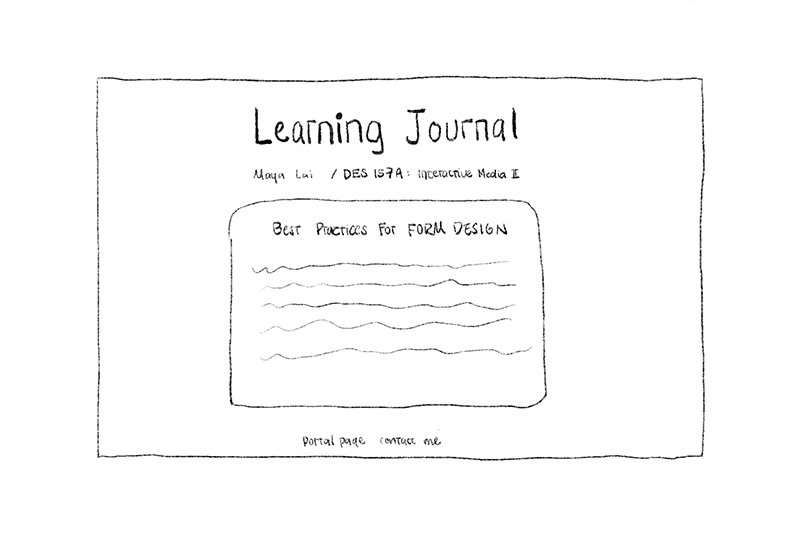 Learning Journal
Maya Lai / DES 157A: Interactive Media II
Best Practices For FORM DESIGN
portal page contact me